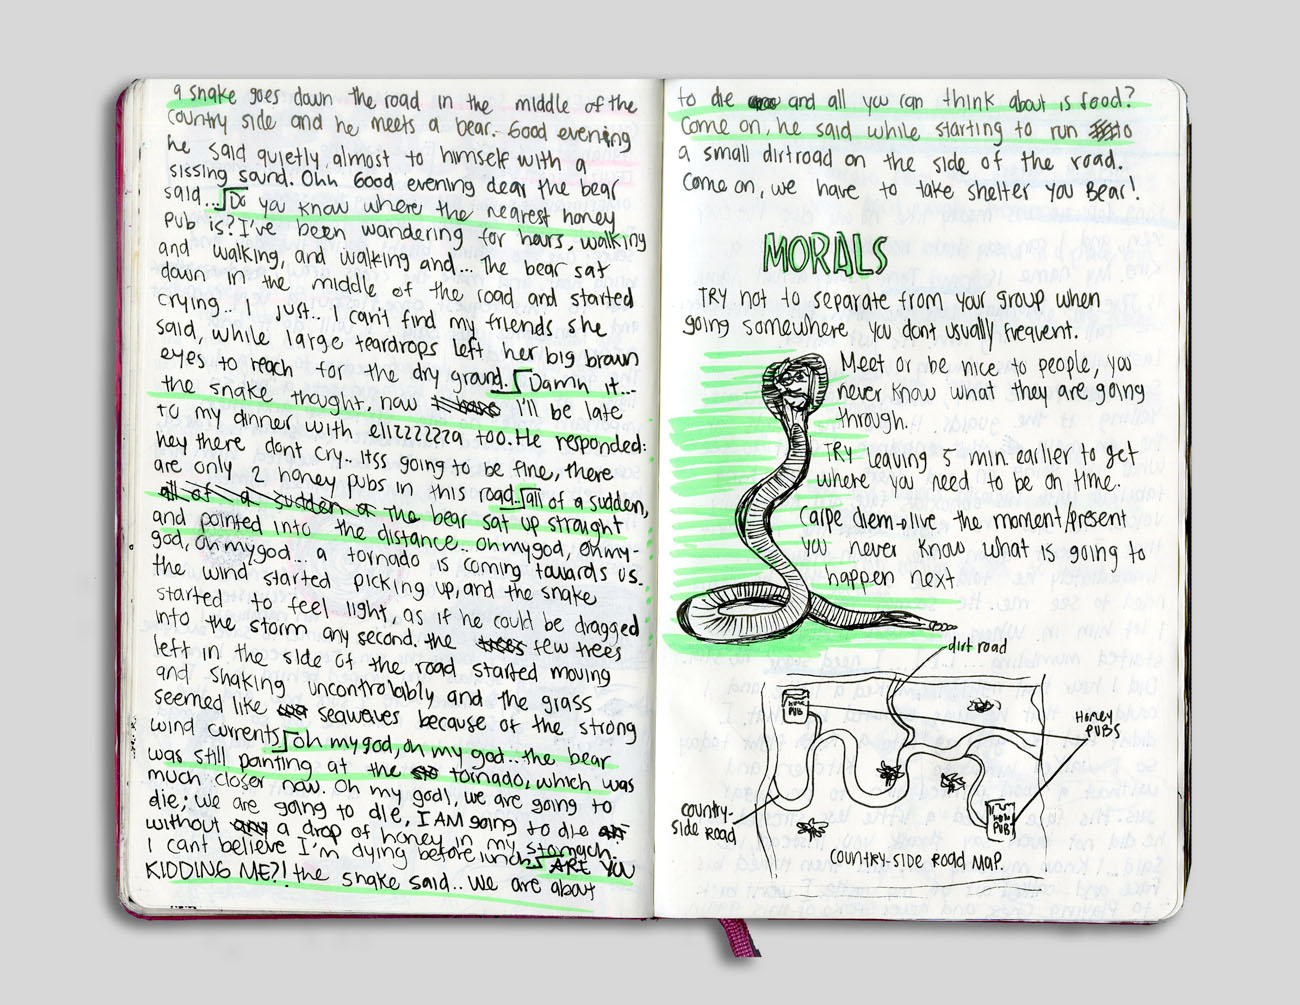 a snake goes down the road in the middle of the
country side and he meets a bear. Good evening
he said quietly, almost to himself with a
sissing sound. Ohh Good evening dear the bear
said... Do you know where the nearest honey
pub is? I've been wandering for hours, walking
and walking, and walking and... the bear sat
down in the middle of the road and started
crying.. I just.. I can't find my friends she
said, while large teardrops left her big brown
eyes to reach for the dry ground. Damn it...
the snake thought, now I'll be late
to my dinner with elizzzzzza too. He responded:
hey there dont cry.. itss going to be fine, there
are only 2 honey pubs in this road.. all of a sudden,
all of a sudden the bear sat up straight
and pointed into the distance.. ohmygod, ohmy-
god, ohmygod... a tornado is coming towards us.
the wind started picking up, and the snake
started to feel light, as if he could be dragged
into the storm any second. the few trees
left in the side of the road started moving
and shaking uncontrolably and the grass
seemed like seaweives because of the strong
wind currents. oh my god, oh my god... the bear
was still panting at the tornado, which was
much closer now. Oh my god!, we are going to
die; we are going to die, I AM going to die
without a drop of honey in my stomach.
I cant believe I'm dying before lunch. ARE YOU
KIDDING ME?! the snake said.. We are about
to die and all you can think about is food?
Come on, he said while starting to run to
a small dirtroad on the side of the road.
Come on, we have to take shelter you Bear!
MORALS
TRY not to separate from your group when
going somewhere you dont usually frequent.
Meet or be nice to people, you
never know what they are going
through.
TRY leaving 5 min. earlier to get
where you need to be on time.
Carpe diem→live the moment/present
you never know what is going to
happen next.
dirt road
HONEY
PUB
Honey
PUBS
HONEY
PUB
country-
side road
COUNTRY-SIDE ROAD MAP.